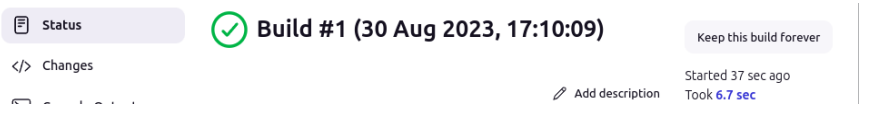 Status
Build #1 (30 Aug 2023, 17:10:09)
Keep this build forever
Changes
Started 37 sec ago
Add description
Took 6.7 sec